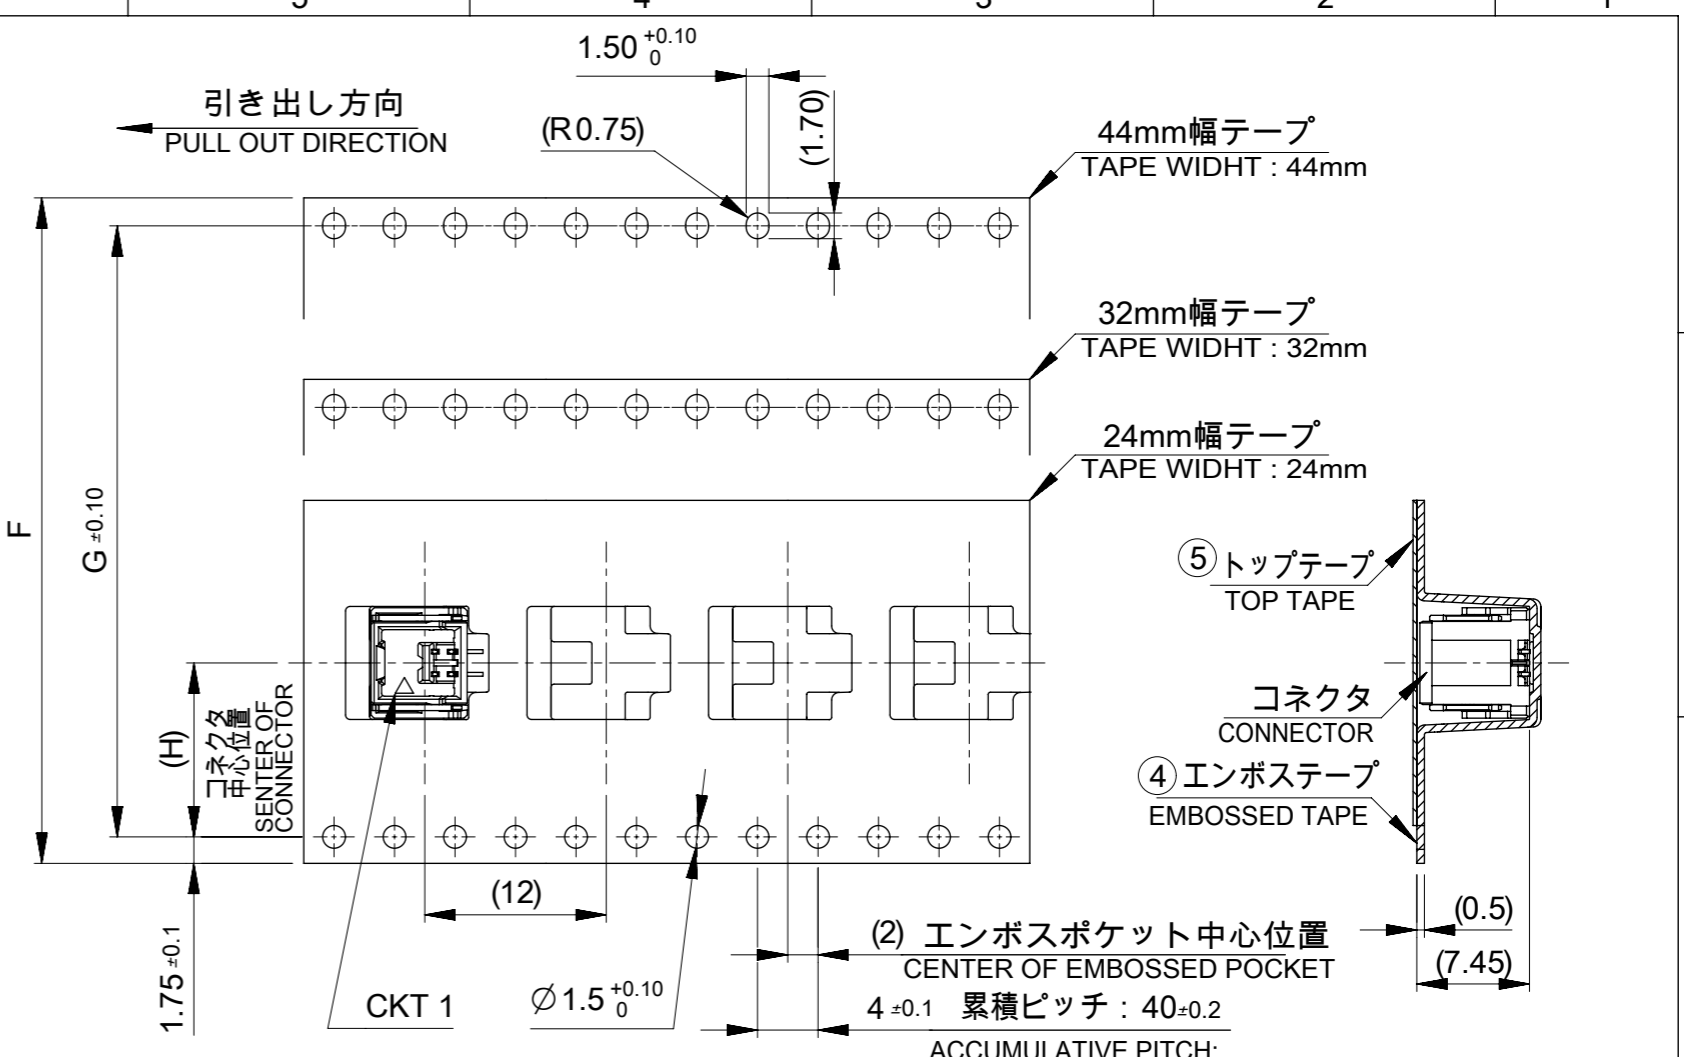 4
3
2
1.50 +0.10 0
引き出し方向
PULL OUT DIRECTION
(R0.75)
(1.70)
44mm幅テープ
TAPE WIDHT : 44mm
32mm幅テープ
TAPE WIDHT : 32mm
24mm幅テープ
TAPE WIDHT : 24mm
F
G ±0.10
(H)
コネクタ
中心位置
SENTER OF
CONNECTOR
5 トップテープ
TOP TAPE
コネクタ
CONNECTOR
4 エンボステープ
EMBOSSED TAPE
(12)
(0.5)
(7.45)
(2) エンボスポケット中心位置
CENTER OF EMBOSSED POCKET
1.75 ±0.1
CKT 1
∅1.5 +0.10 0
4 ±0.1 累積ピッチ : 40±0.2
ACCUMULATIVE PITCH: